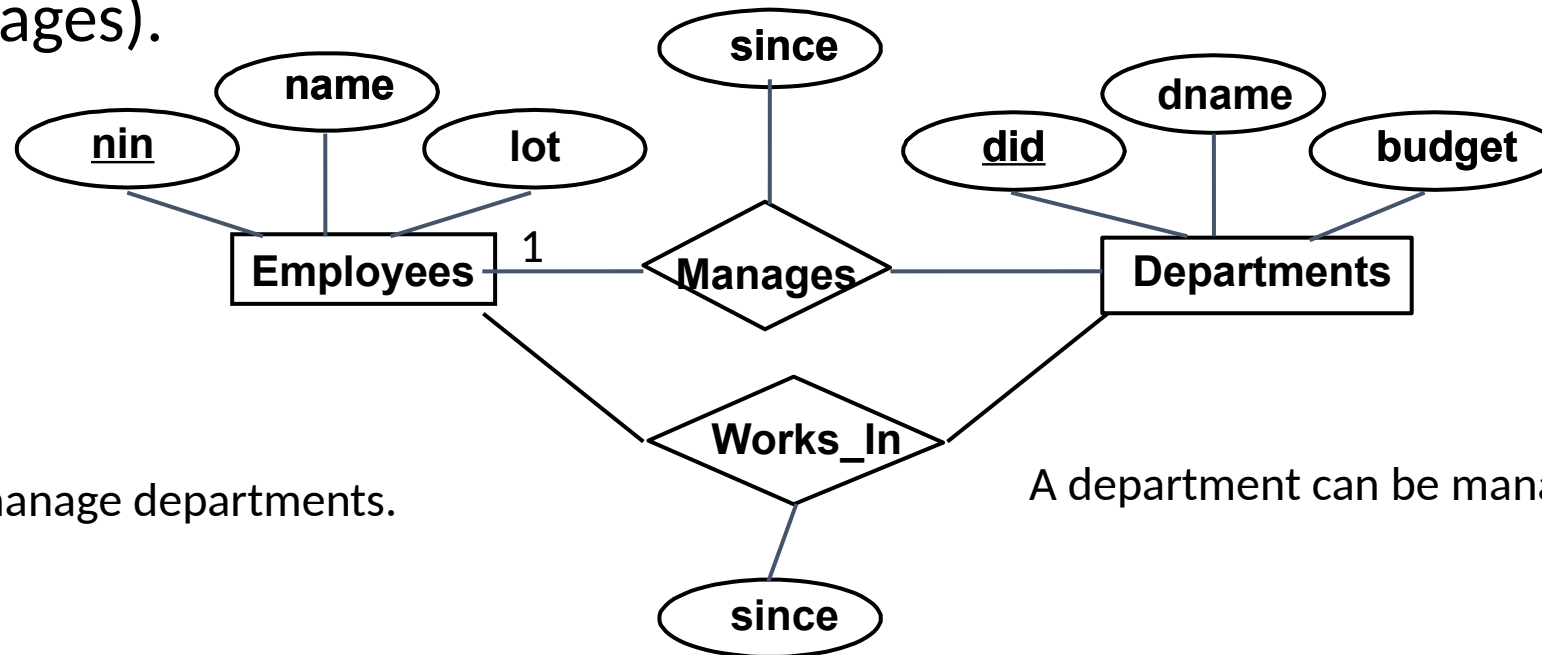 ages).
since
name
dname
nin
lot
did
budget
1
Employees
Manages
Departments
Works_In
A department can be man
anage departments.
since